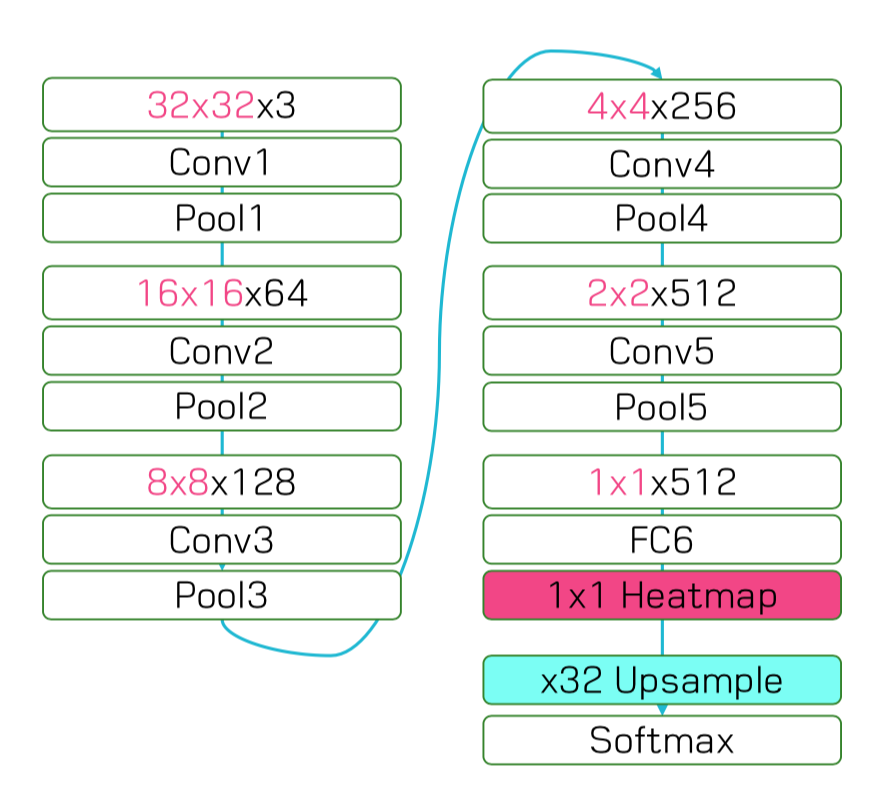 32x32x3
Conv1
Pool1
16x16x64
Conv2
Pool2
8x8x128
Conv3
Pool3
4x4x256
Conv4
Pool4
2x2x512
Conv5
Pool5
1x1x512
FC6
1x1 Heatmap
x32 Upsample
Softmax